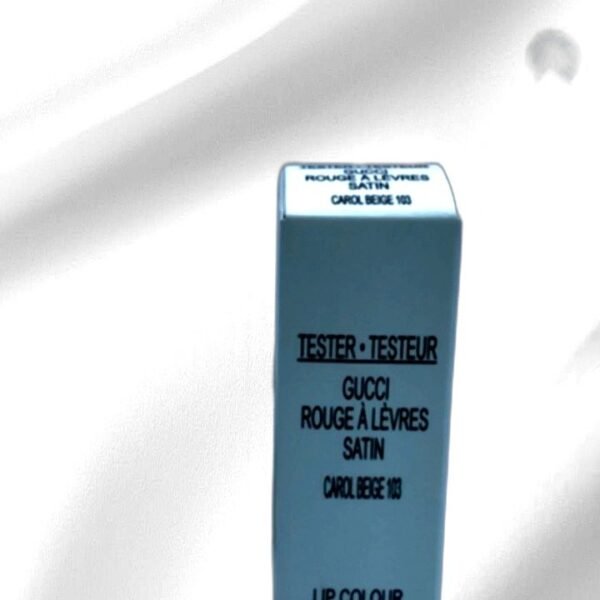 TESTER • TESTEUR
GUCCI
ROUGE À LÈVRES
SATIN
CAROL BEIGE 103
TESTER • TESTEUR
GUCCI
ROUGE À LÈVRES
SATIN
CAROL BEIGE 103
LIP COLOUR